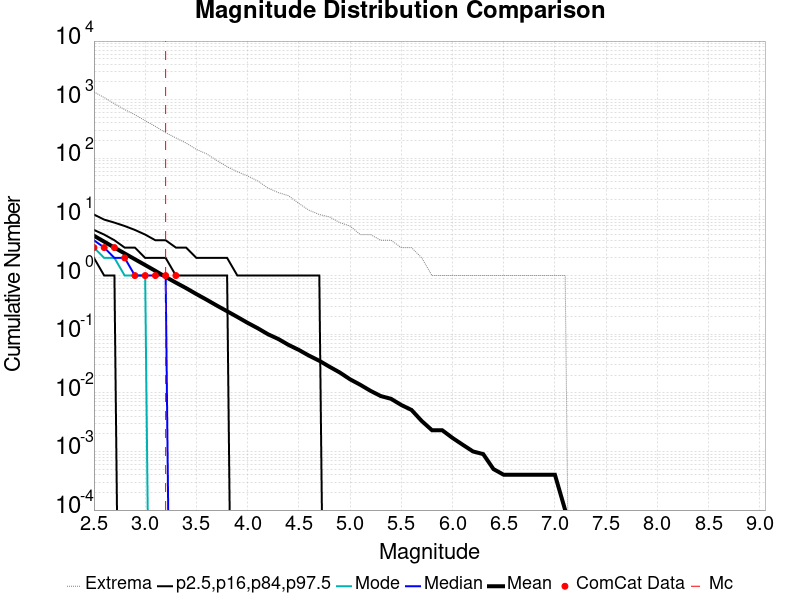 Magnitude Distribution Comparison
10^4
10^3
10^2
10^1
10^0
10^-1
10^-2
10^-3
10^-4
Cumulative Number
2.5 3.0 3.5 4.0 4.5 5.0 5.5 6.0 6.5 7.0 7.5 8.0 8.5 9.0
Magnitude
Extrema p2.5,p16,p84,p97.5 Mode Median Mean ComCat Data Mc